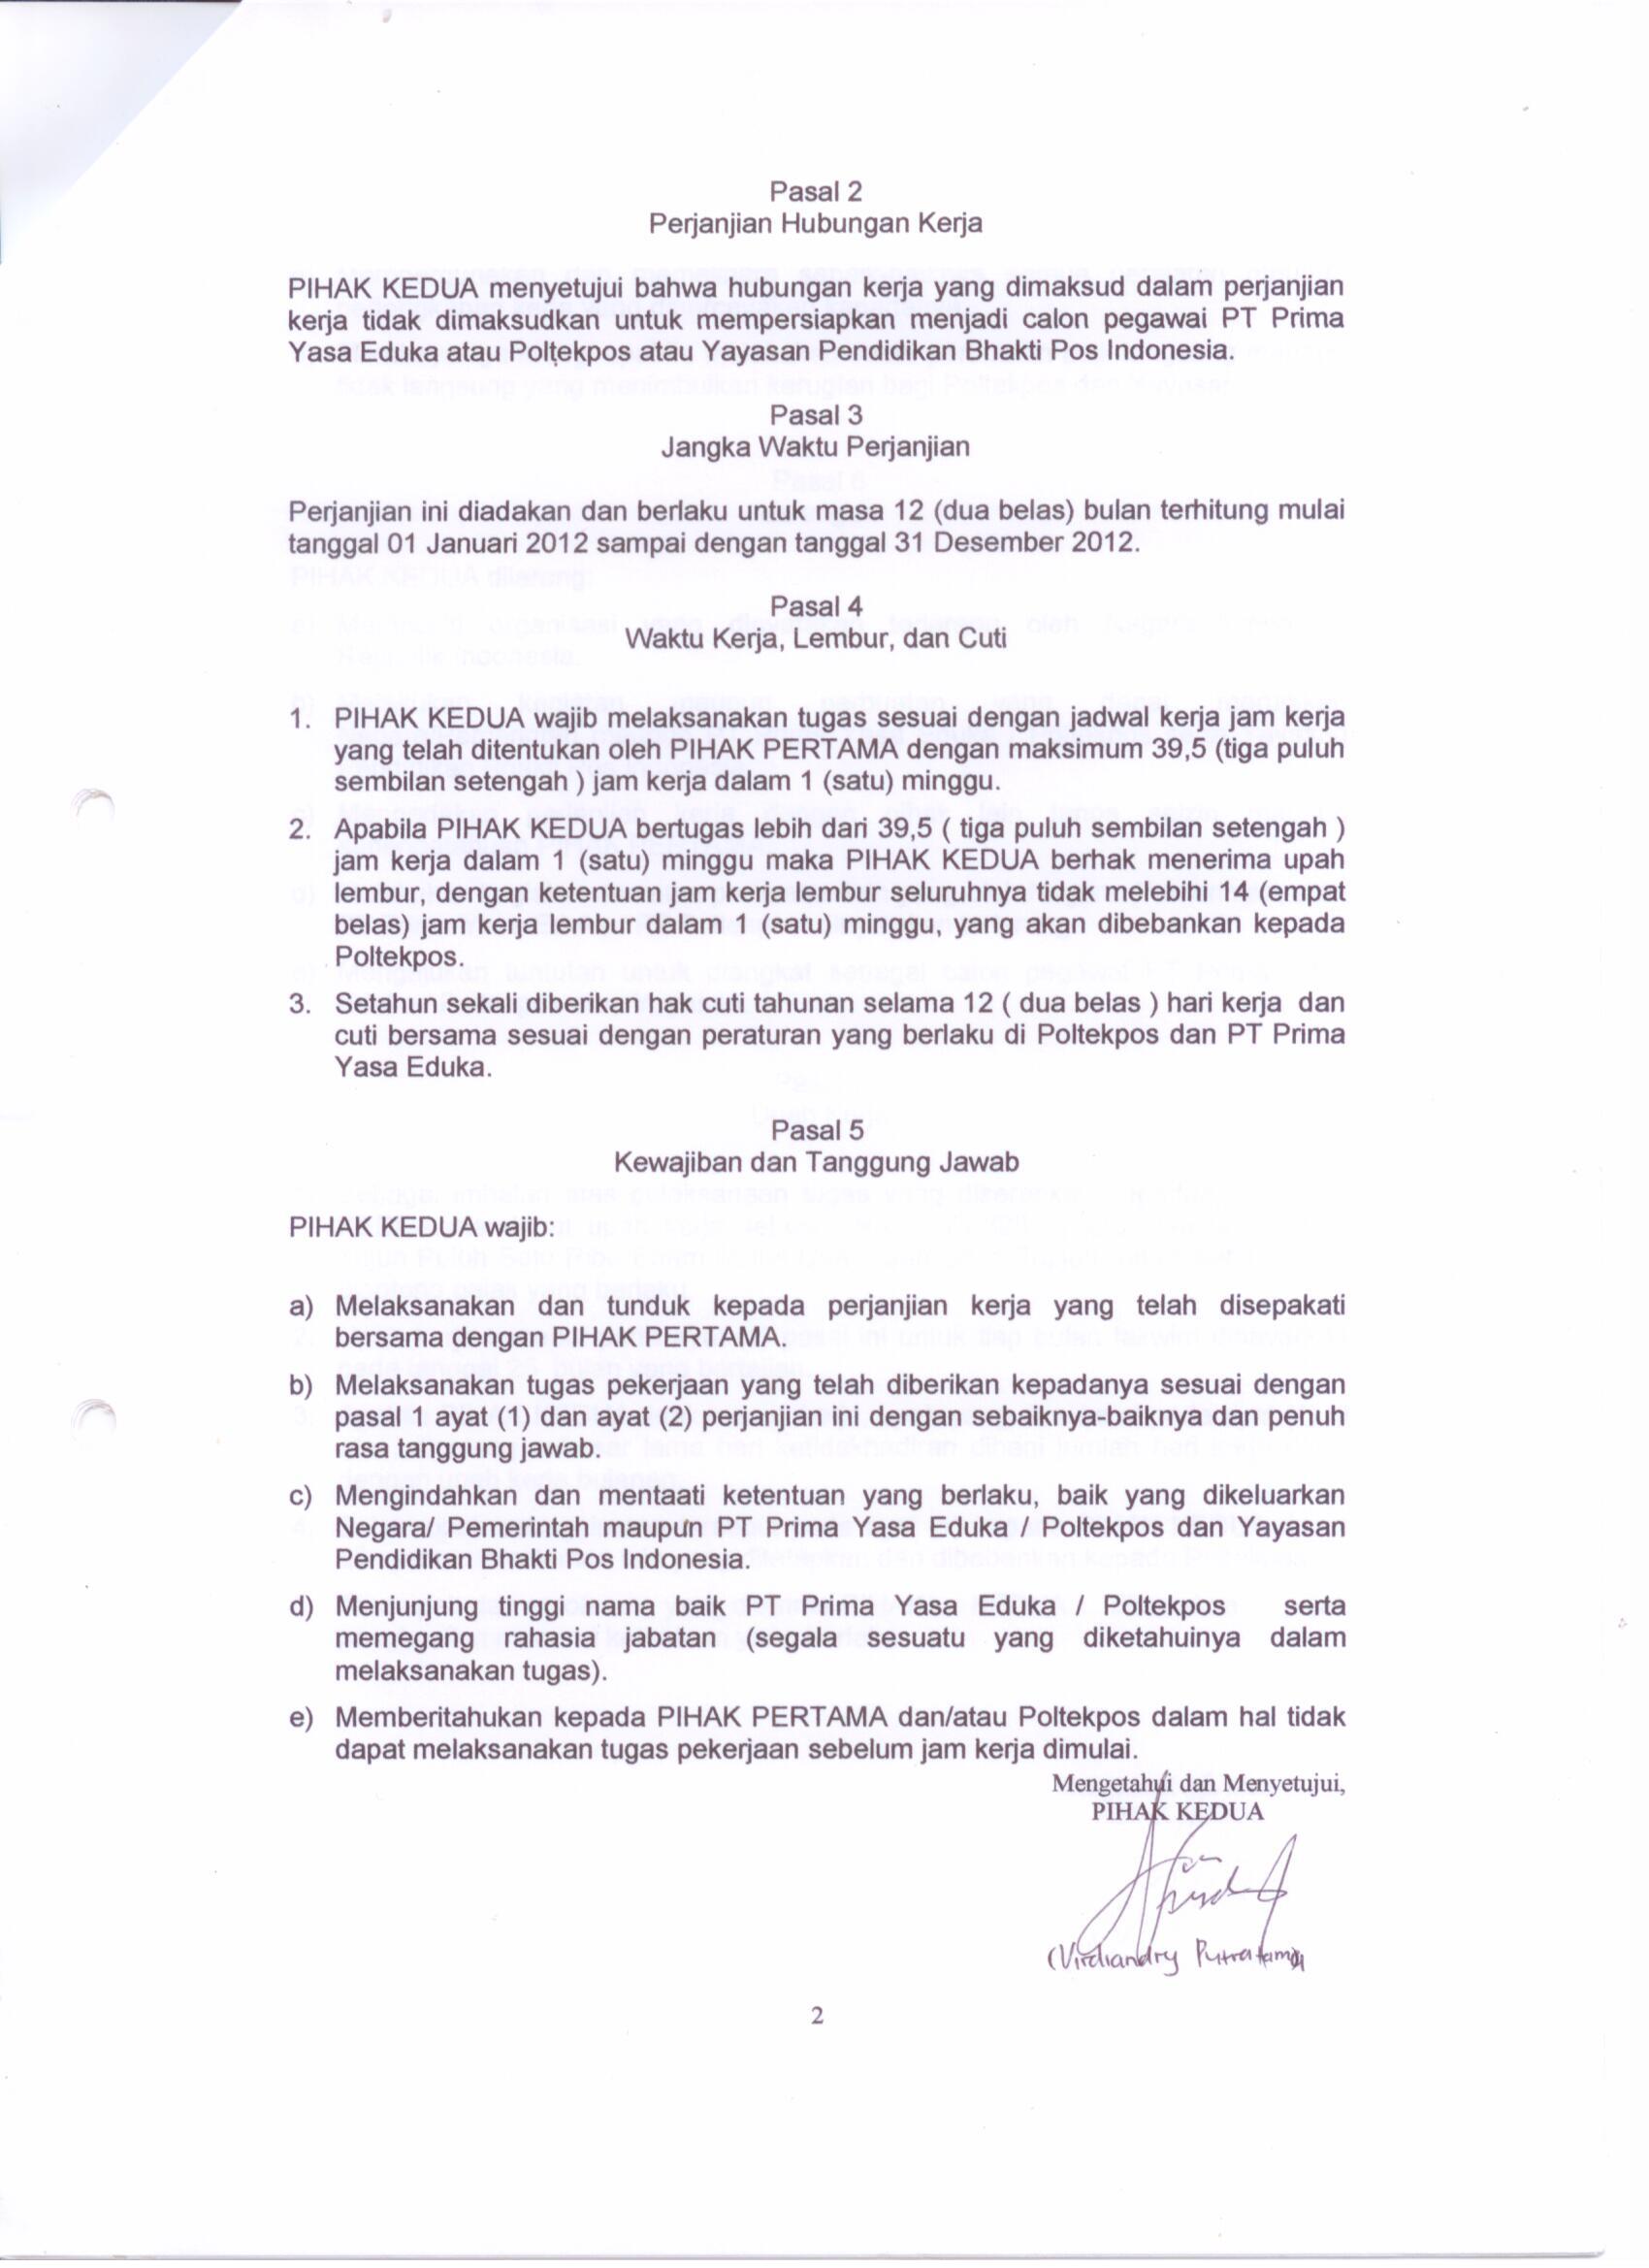 Pasal 2
Perjanjian Hubungan Kerja
PIHAK KEDUA menyetujui bahwa hubungan kerja yang dimaksud dalam perjanjian
kerja tidak dimaksudkan untuk mempersiapkan menjadi calon pegawai PT Prima
Yasa Eduka atau Poltekpos atau Yayasan Pendidikan Bhakti Pos Indonesia.
Pasal 3
Jangka Waktu Perjanjian
Perjanjian ini diadakan dan berlaku untuk masa 12 (dua belas) bulan terhitung mulai
tanggal 01 Januari 2012 sampai dengan tanggal 31 Desember 2012.
Pasal 4
Waktu Kerja, Lembur, dan Cuti
1. PIHAK KEDUA wajib melaksanakan tugas sesuai dengan jadwal kerja jam kerja
yang telah ditentukan oleh PIHAK PERTAMA dengan maksimum 39,5 (tiga puluh
sembilan setengah ) jam kerja dalam 1 (satu) minggu.
2. Apabila PIHAK KEDUA bertugas lebih dari 39,5 ( tiga puluh sembilan setengah )
jam kerja dalam 1 (satu) minggu maka PIHAK KEDUA berhak menerima upah
lembur, dengan ketentuan jam kerja lembur seluruhnya tidak melebihi 14 (empat
belas) jam kerja lembur dalam 1 (satu) minggu, yang akan dibebankan kepada
Poltekpos.
3. Setahun sekali diberikan hak cuti tahunan selama 12 ( dua belas ) hari kerja dan
cuti bersama sesuai dengan peraturan yang berlaku di Poltekpos dan PT Prima
Yasa Eduka.
Pasal 5
Kewajiban dan Tanggung Jawab
PIHAK KEDUA wajib:
a) Melaksanakan dan tunduk kepada perjanjian kerja yang telah disepakati
bersama dengan PIHAK PERTAMA.
b) Melaksanakan tugas pekerjaan yang telah diberikan kepadanya sesuai dengan
pasal 1 ayat (1) dan ayat (2) perjanjian ini dengan sebaiknya-baiknya dan penuh
rasa tanggung jawab.
c) Mengindahkan dan mentaati ketentuan yang berlaku, baik yang dikeluarkan
Negara/ Pemerintah maupun PT Prima Yasa Eduka / Poltekpos dan Yayasan
Pendidikan Bhakti Pos Indonesia.
d) Menjunjung tinggi nama baik PT Prima Yasa Eduka / Poltekpos serta
memegang rahasia jabatan (segala sesuatu yang diketahuinya dalam
melaksanakan tugas).
e) Memberitahukan kepada PIHAK PERTAMA dan/atau Poltekpos dalam hal tidak
dapat melaksanakan tugas pekerjaan sebelum jam kerja dimulai.
Mengetahui dan Menyetujui,
PIHAK KEDUA
(Virdiandry Putratama)
2